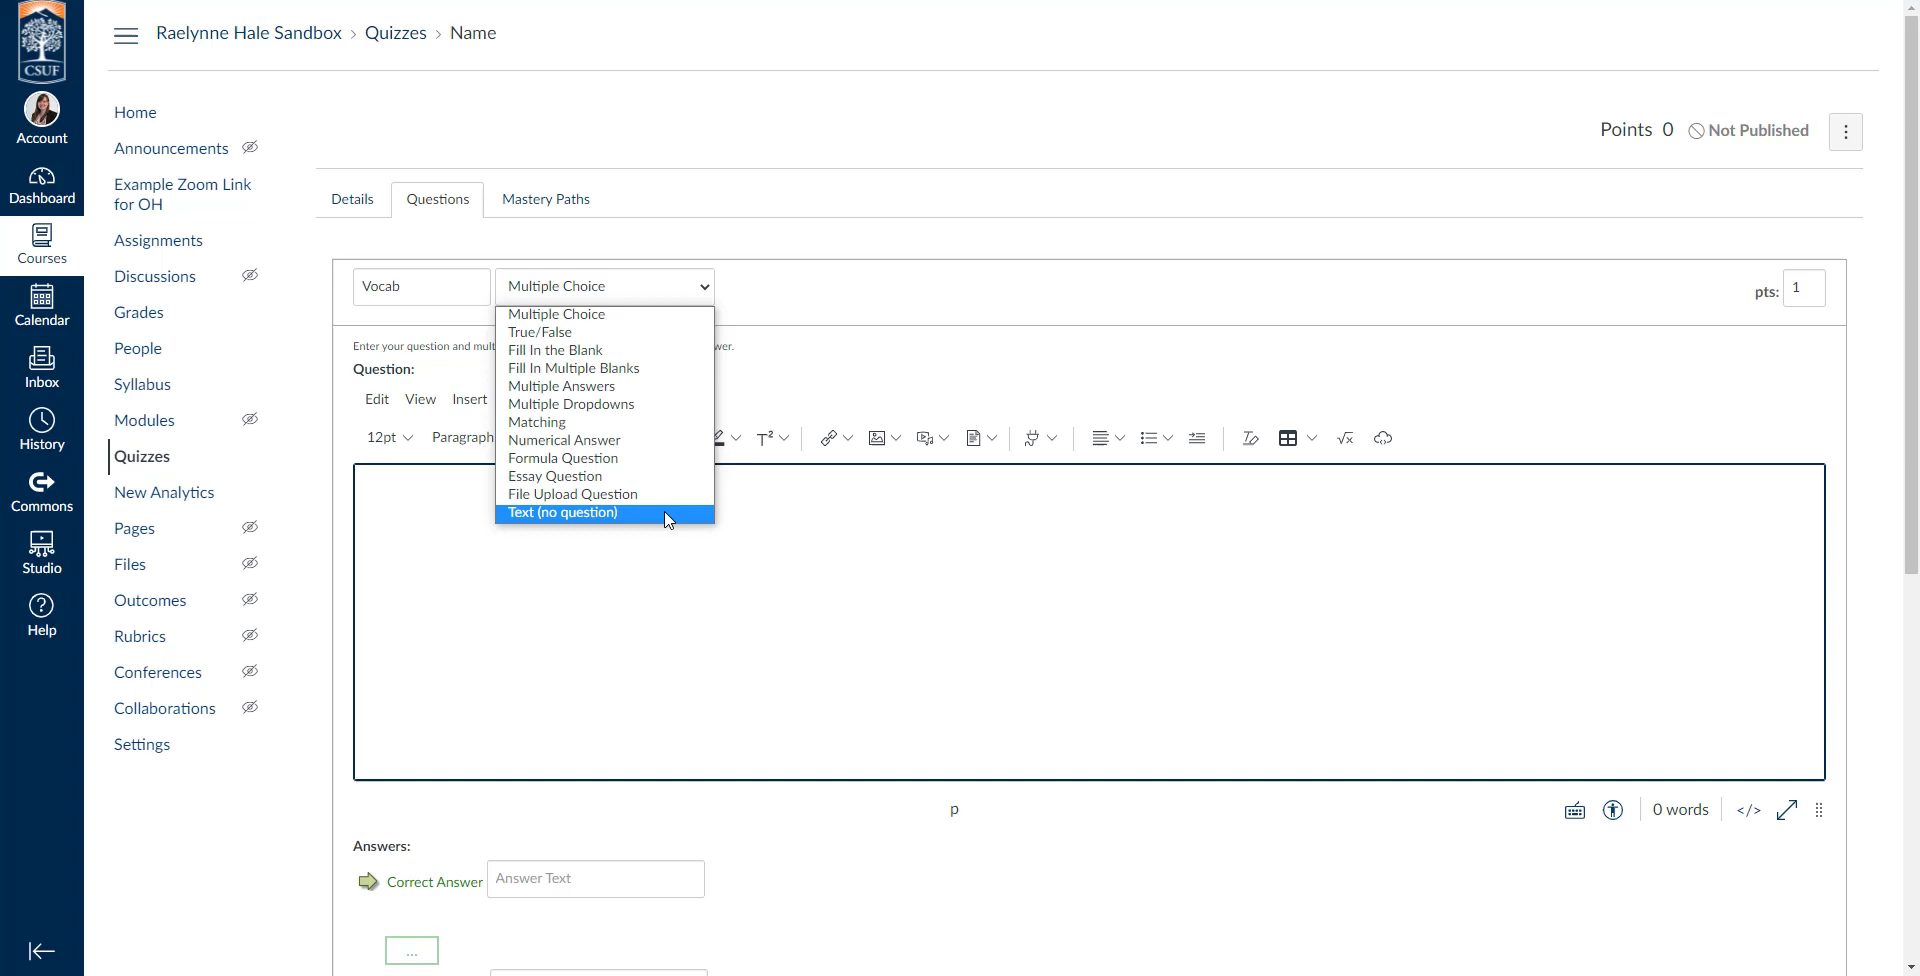 CSUF
Account
Dashboard
Courses
Calendar
Inbox
History
Commons
Studio
Help
Raelynne Hale Sandbox > Quizzes > Name
Home
Announcements
Example Zoom Link
for OH
Assignments
Discussions
Grades
People
Syllabus
Modules
Quizzes
New Analytics
Pages
Files
Outcomes
Rubrics
Conferences
Collaborations
Settings
Points 0 Not Published
Details Questions Mastery Paths
Vocab Multiple Choice pts: 1
Multiple Choice
True/False
Fill In the Blank
Fill In Multiple Blanks
Multiple Answers
Multiple Dropdowns
Matching
Numerical Answer
Formula Question
Essay Question
File Upload Question
Text (no question)
Enter your question and mult wer.
Question:
Edit View Insert
12pt Paragraph
p 0 words </>
Answers:
Correct Answer Answer Text
...